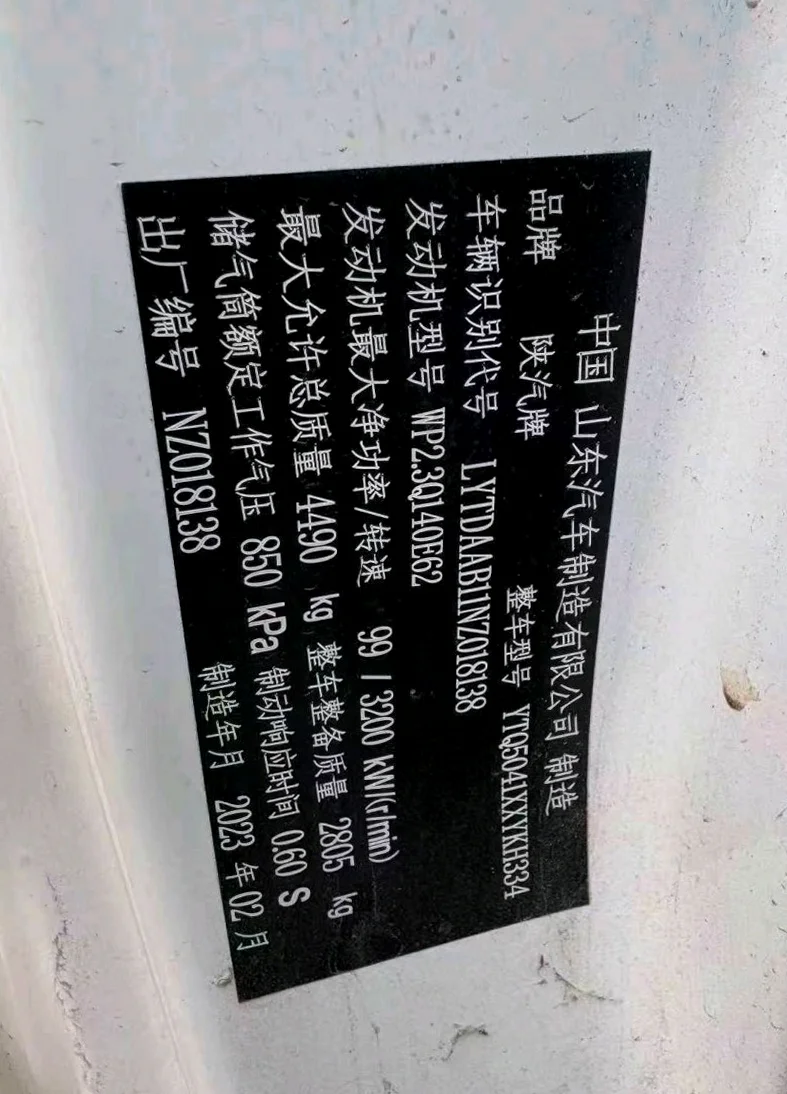 中国 山东汽车制造有限公司 制造
品牌 陕汽牌 整车型号 YTQ5041XXYKH334
车辆识别代号 LYTDAAB11NZ018138
发动机型号 WP2.3Q140E62
发动机最大净功率/转速 99 / 3200 kW(r/min)
最大允许总质量 4490 kg 整车整备质量 2805 kg
储气筒额定工作气压 850 kPa 制动响应时间 0.60 S
出厂编号 NZ018138 制造年月 2023 年 02 月